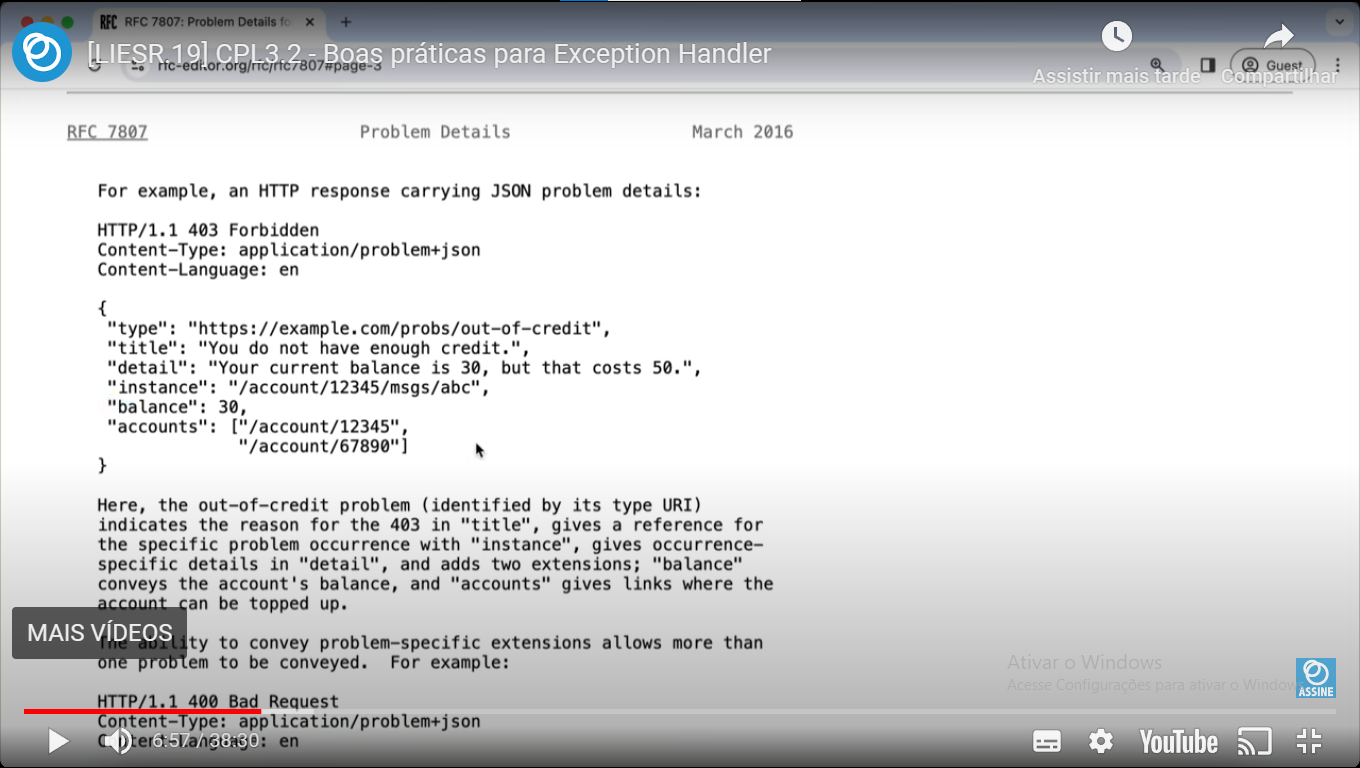 RFC RFC 7807: Problem Details fo
[LIESR.19] CPL3.2 - Boas práticas para Exception Handler
rfc-editor.org/rfc/rfc7807#page-3
Guest
Assistir mais tarde
Compartilhar
RFC 7807 Problem Details March 2016
For example, an HTTP response carrying JSON problem details:
HTTP/1.1 403 Forbidden
Content-Type: application/problem+json
Content-Language: en
{
"type": "https://example.com/probs/out-of-credit",
"title": "You do not have enough credit.",
"detail": "Your current balance is 30, but that costs 50.",
"instance": "/account/12345/msgs/abc",
"balance": 30,
"accounts": ["/account/12345",
"/account/67890"]
}
Here, the out-of-credit problem (identified by its type URI)
indicates the reason for the 403 in "title", gives a reference for
the specific problem occurrence with "instance", gives occurrence-
specific details in "detail", and adds two extensions; "balance"
conveys the account's balance, and "accounts" gives links where the
account can be topped up.
MAIS VÍDEOS
The ability to convey problem-specific extensions allows more than
one problem to be conveyed. For example:
Ativar o Windows
Acesse Configurações para ativar o Windows
ASSINE
HTTP/1.1 400 Bad Request
Content-Type: application/problem+json
Content-Language: en
6:57 / 38:30
YouTube